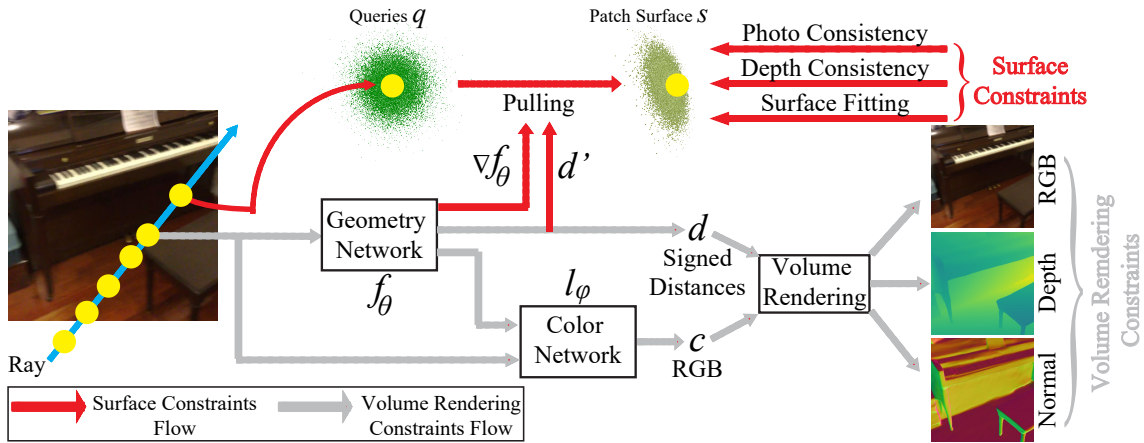 Queries q
Patch Surface s
Photo Consistency
Depth Consistency
Surface Fitting
Surface
Constraints
Pulling
∇fθ
d’
Geometry
Network
fθ
d
Signed
Distances
Volume
Rendering
lφ
Color
Network
c
RGB
Ray
RGB
Depth
Normal
Volume Remdering
Constraints
Surface Constraints
Flow
Volume Rendering
Constraints Flow